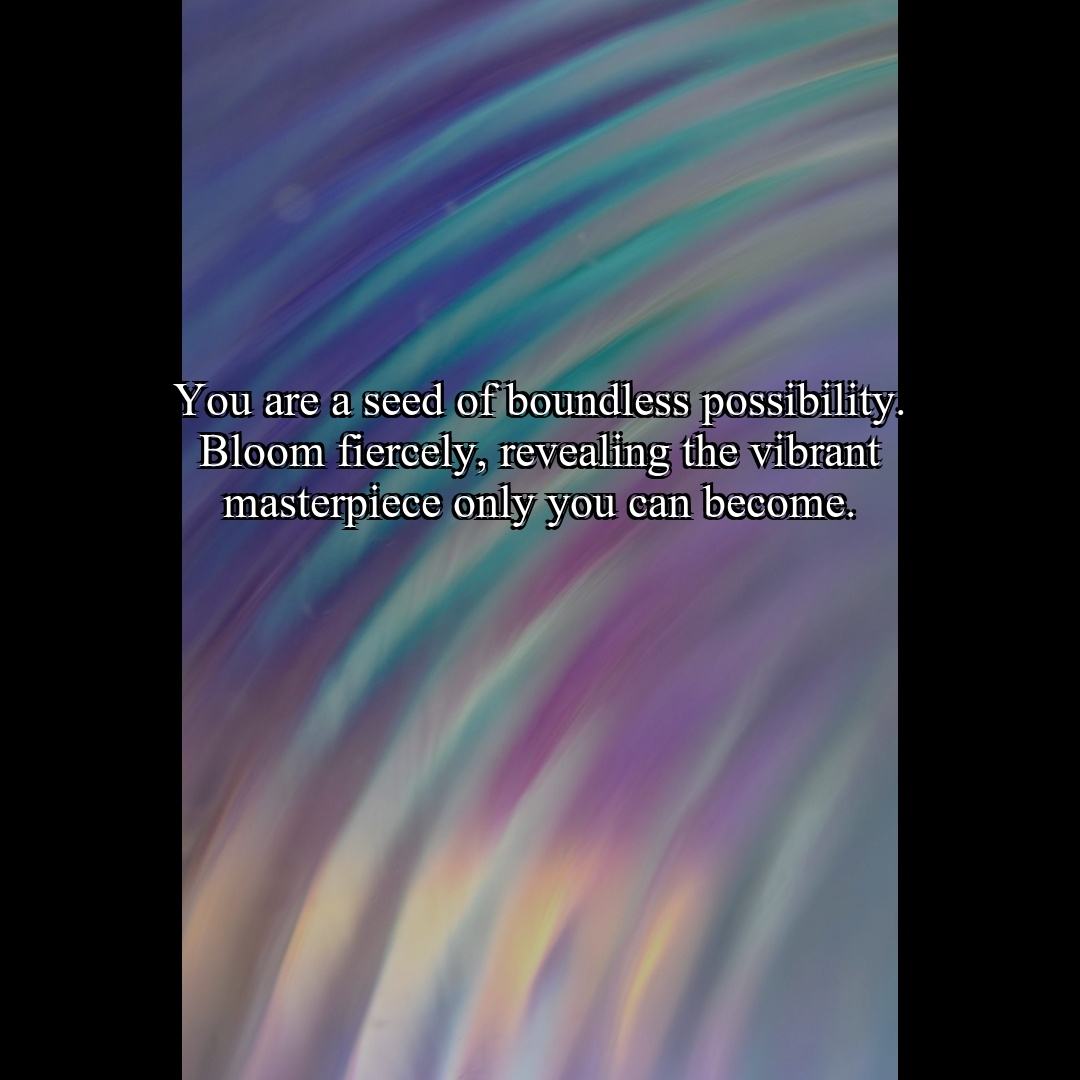 You are a seed of boundless possibility.
Bloom fiercely, revealing the vibrant
masterpiece only you can become.